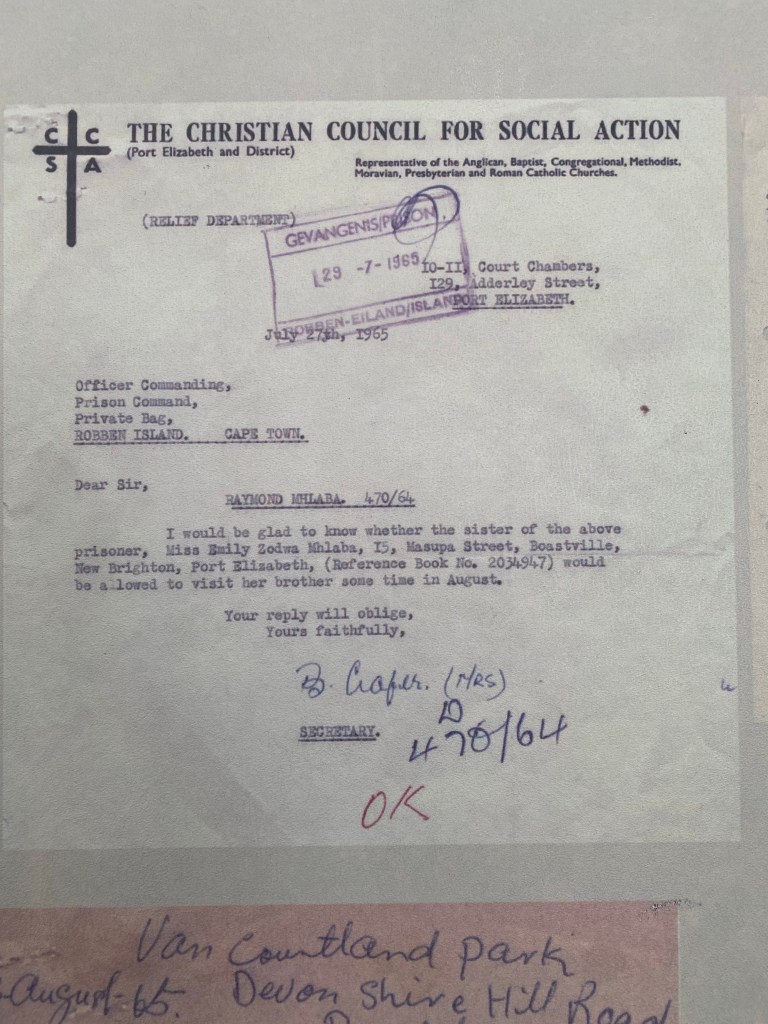 C C
S A
THE CHRISTIAN COUNCIL FOR SOCIAL ACTION
(Port Elizabeth and District)
Representative of the Anglican, Baptist, Congregational, Methodist,
Moravian, Presbyterian and Roman Catholic Churches.
(RELIEF DEPARTMENT)
GEVANGENIS/PRISON
29 -7-1965
ROBBEN-EILAND/ISLAND
IO-II, Court Chambers,
I29, Adderley Street,
PORT ELIZABETH.
July 27th, 1965
Officer Commanding,
Prison Command,
Private Bag,
ROBBEN ISLAND. CAPE TOWN.
Dear Sir,
RAYMOND MHLABA. 470/64
I would be glad to know whether the sister of the above
prisoner, Miss Emily Zodwa Mhlaba, I5, Masupa Street, Boastville,
New Brighton, Port Elizabeth, (Reference Book No. 2034947) would
be allowed to visit her brother some time in August.
Your reply will oblige,
Yours faithfully,
B. (MRS)
SECRETARY.
D
470/64
OK
Van Courtland Park
August-65. Devon Shire Hill Road